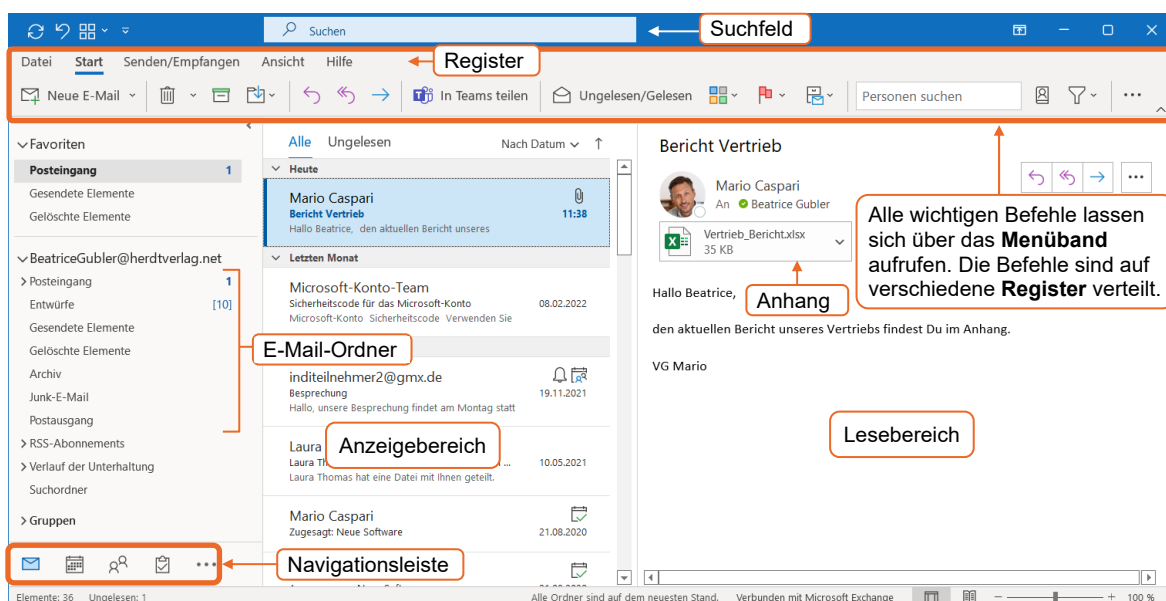 Suchen
Suchfeld
Datei Start Senden/Empfangen Ansicht Hilfe
Register
Neue E-Mail
In Teams teilen
Ungelesen/Gelesen
Personen suchen
Favoriten
Posteingang 1
Gesendete Elemente
Gelöschte Elemente
BeatriceGubler@herdtverlag.net
Posteingang 1
Entwürfe [10]
Gesendete Elemente
Gelöschte Elemente
Archiv
Junk-E-Mail
Postausgang
RSS-Abonnements
Verlauf der Unterhaltung
Suchordner
Gruppen
E-Mail-Ordner
Navigationsleiste
Alle Ungelesen
Nach Datum
Heute
Mario Caspari
Bericht Vertrieb 11:38
Hallo Beatrice, den aktuellen Bericht unseres
Letzten Monat
Microsoft-Konto-Team
Sicherheitscode für das Microsoft-Konto 08.02.2022
Microsoft-Konto Sicherheitscode Verwenden Sie
inditeilnehmer2@gmx.de
Besprechung 19.11.2021
Hallo, unsere Besprechung findet am Montag statt
Anzeigebereich
Laura
Laura ... 10.05.2021
Laura Thomas hat eine Datei mit Ihnen geteilt.
Mario Caspari
Zugesagt: Neue Software 21.08.2020
Bericht Vertrieb
Mario Caspari
An Beatrice Gubler
Vertrieb_Bericht.xlsx
35 KB
Anhang
Alle wichtigen Befehle lassen
sich über das Menüband
aufrufen. Die Befehle sind auf
verschiedene Register verteilt.
Hallo Beatrice,
den aktuellen Bericht unseres Vertriebs findest Du im Anhang.
VG Mario
Lesebereich
Elemente: 36 Ungelesen: 1
Alle Ordner sind auf dem neuesten Stand. Verbunden mit Microsoft Exchange
100 %